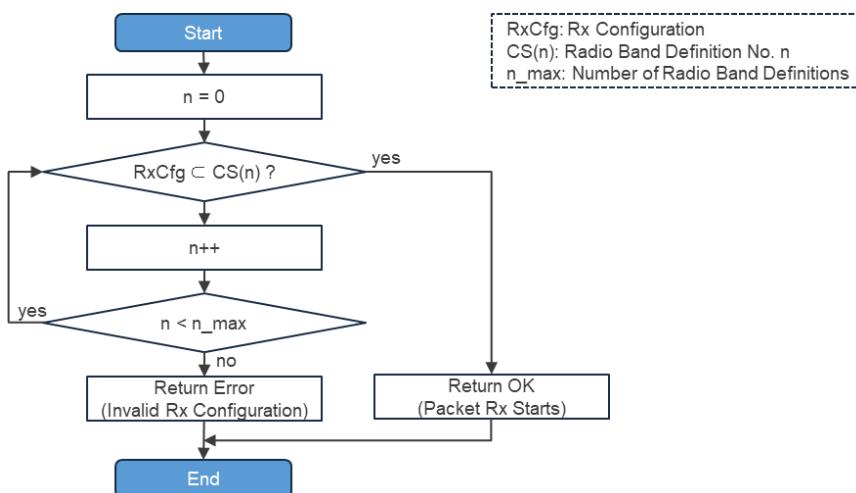 Start
RxCfg: Rx Configuration
CS(n): Radio Band Definition No. n
n_max: Number of Radio Band Definitions
n = 0
RxCfg ⊂ CS(n) ?
yes
n++
n < n_max
yes
no
Return Error
(Invalid Rx Configuration)
Return OK
(Packet Rx Starts)
End